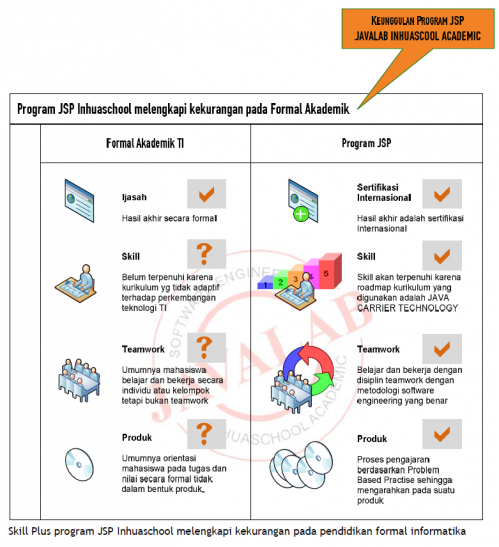 KEUNGGULAN PROGRAM JSP
JAVALAB INHUASCOOL ACADEMIC
Program JSP Inhuaschool melengkapi kekurangan pada Formal Akademik
Formal Akademik TI
Program JSP
Ijasah
Hasil akhir secara formal
Sertifikasi
Internasional
Hasil akhir adalah sertifikasi
Internasional
Skill
Belum terpenuhi karena
kurikulum yg tidak adaptif
terhadap perkembangan
teknologi TI
1 2 3 4 5
Skill
Skill akan terpenuhi karena
roadmap kurikulum yang
digunakan adalah JAVA
CARRIER TECHNOLOGY
Teamwork
Umumnya mahasiswa
belajar dan bekerja secara
individu atau kelompok
tetapi bukan teamwork
Teamwork
Belajar dan bekerja dengan
disiplin teamwork dengan
metodologi software
engineering yang benar
Produk
Umumnya orientasi
mahasiswa pada tugas dan
nilai secara formal tidak
dalam bentuk produk.
Produk
Proses pengajaran
berdasarkan Problem
Based Practise sehingga
mengarahkan pada suatu
produk
JAVALAB
INHUASCHOOL ACADEMIC
Skill Plus program JSP Inhuaschool melengkapi kekurangan pada pendidikan formal informatika